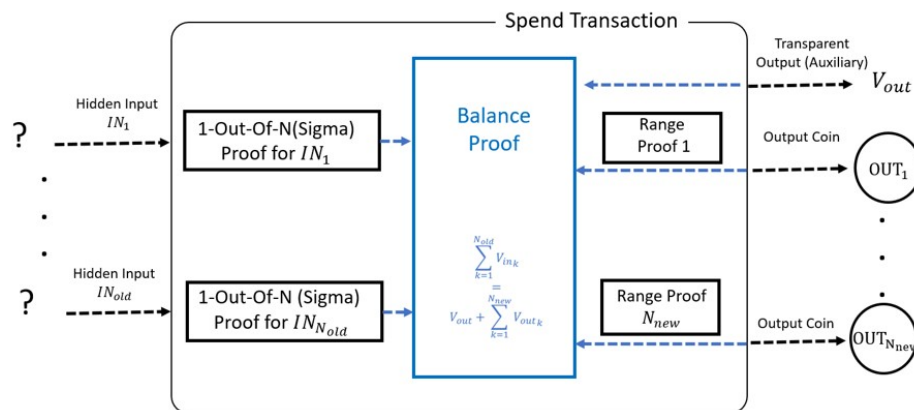 Spend Transaction
Transparent
Output (Auxiliary)
V_out
Hidden Input
IN_1
?
1-Out-Of-N(Sigma)
Proof for IN_1
Balance
Proof
Range
Proof 1
Output Coin
OUT_1
Hidden Input
IN_old
?
1-Out-Of-N (Sigma)
Proof for IN_{N_old}
\sum_{k=1}^{N_old} V_{in_k}
=
V_out + \sum_{k=1}^{N_new} V_{out_k}
Range Proof
N_new
Output Coin
OUT_{N_new}